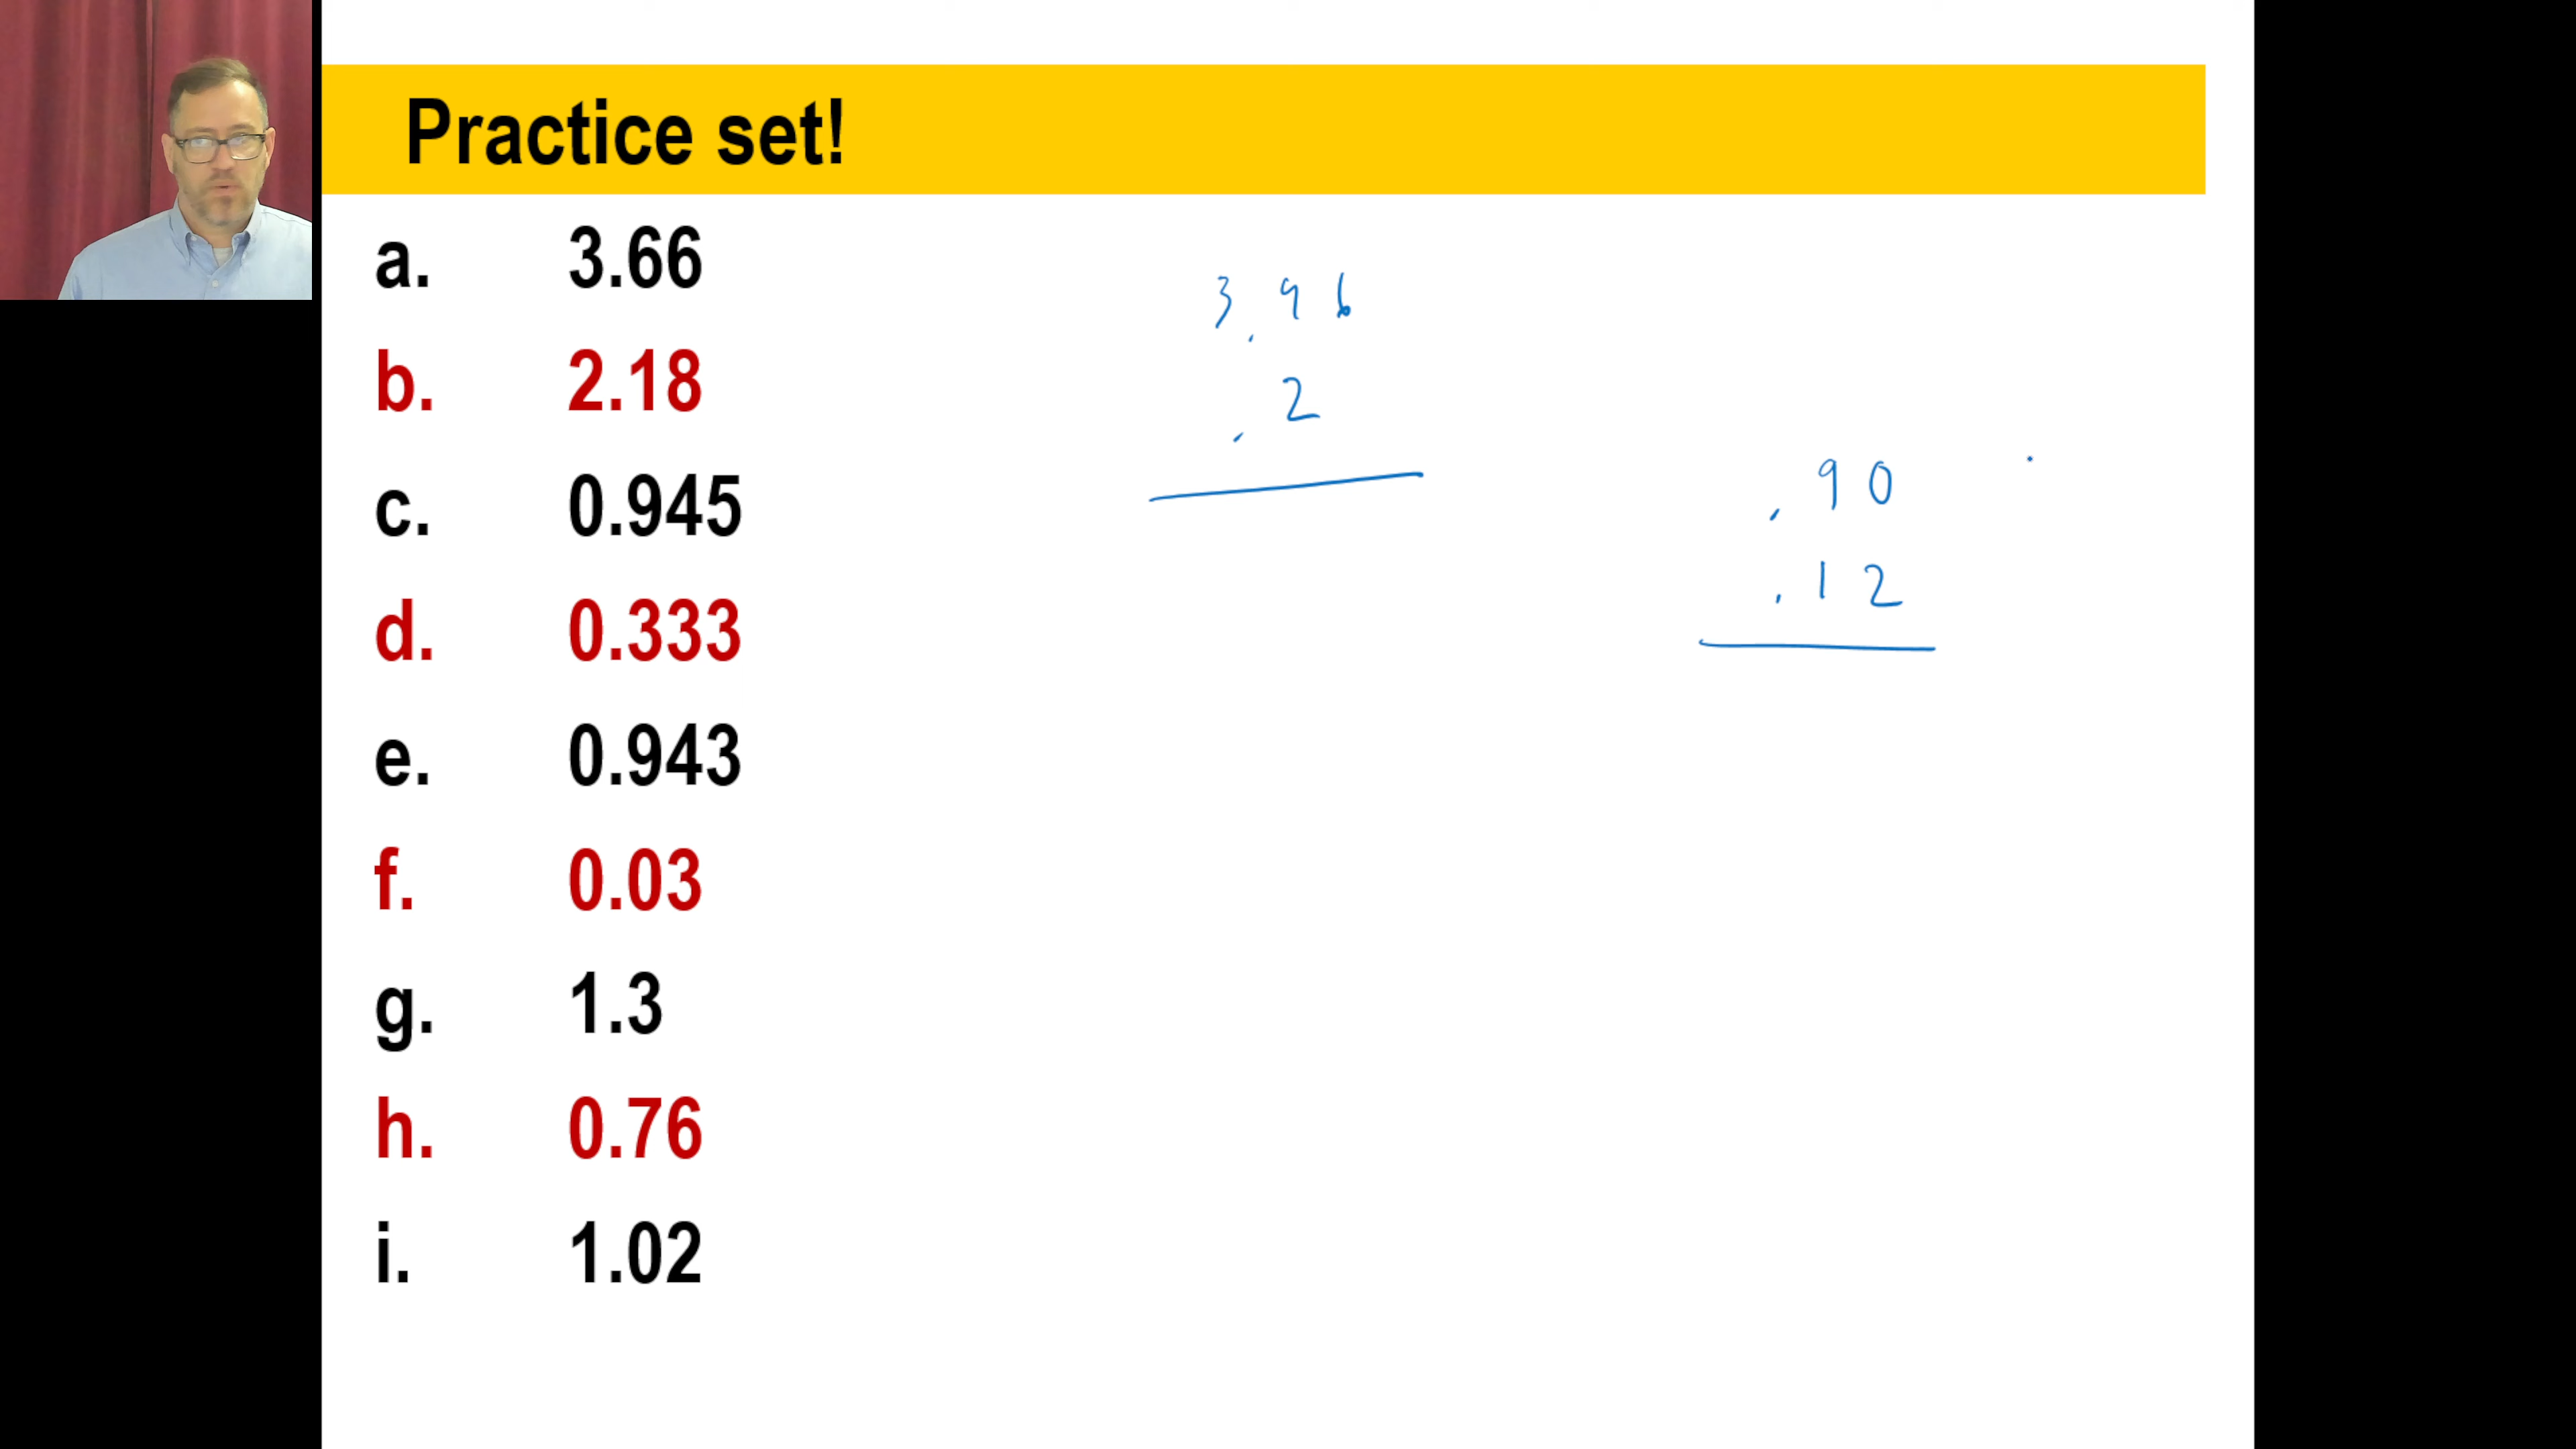 Practice set!
a. 3.66
b. 2.18
c. 0.945
d. 0.333
e. 0.943
f. 0.03
g. 1.3
h. 0.76
i. 1.02
3.96
.2
.90
.12